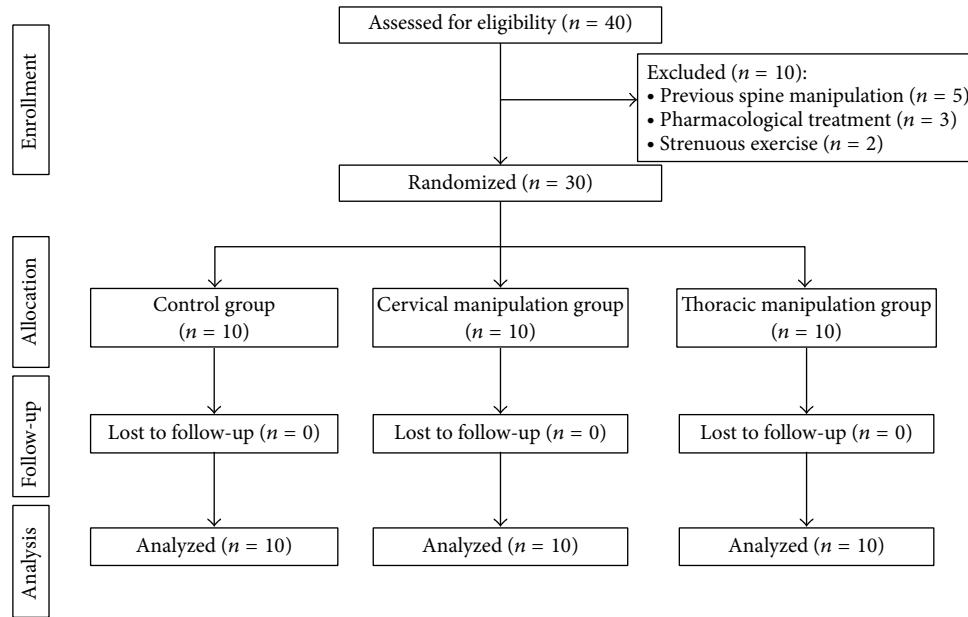 Enrollment
Assessed for eligibility (n = 40)
Excluded (n = 10):
• Previous spine manipulation (n = 5)
• Pharmacological treatment (n = 3)
• Strenuous exercise (n = 2)
Randomized (n = 30)
Allocation
Control group
(n = 10)
Cervical manipulation group
(n = 10)
Thoracic manipulation group
(n = 10)
Follow-up
Lost to follow-up (n = 0)
Lost to follow-up (n = 0)
Lost to follow-up (n = 0)
Analysis
Analyzed (n = 10)
Analyzed (n = 10)
Analyzed (n = 10)